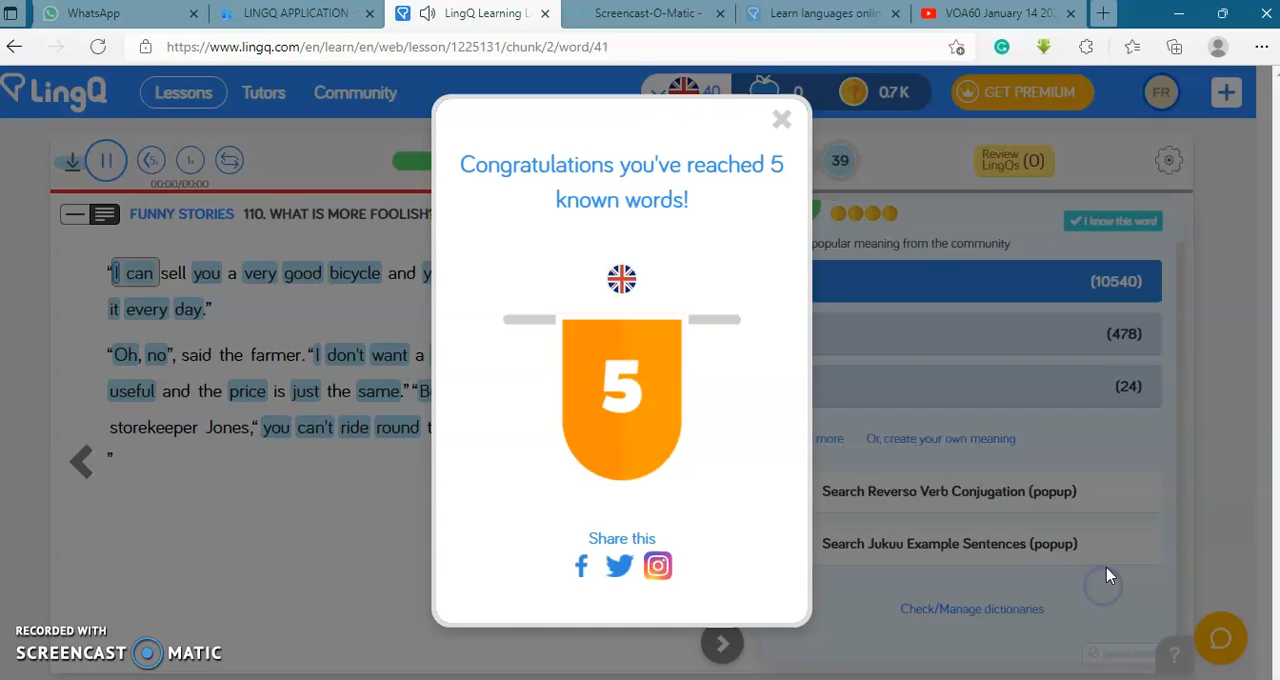 WhatsApp
LINGQ APPLICATION -
LingQ Learning L
Screencast-O-Matic -
Learn languages onli
VOA60 January 14 20
https://www.lingq.com/en/learn/en/web/lesson/1225131/chunk/2/word/41
LingQ
Lessons
Tutors
Community
40
0
0.7 K
GET PREMIUM
FR
5
1x
00:00/00:00
39
Review
LingQs (0)
FUNNY STORIES 110. WHAT IS MORE FOOLISH?
I know this word
popular meaning from the community
"I can sell you a very good bicycle and
it every day."
"Oh, no", said the farmer. "I don't want a
useful and the price is just the same." "B
storekeeper Jones, "you can't ride round
"
(10540)
(478)
(24)
more
Or, create your own meaning
Search Reverso Verb Conjugation (popup)
Search Jukuu Example Sentences (popup)
Check/Manage dictionaries
?
Congratulations you've reached 5
known words!
5
Share this
RECORDED WITH
SCREENCAST MATIC